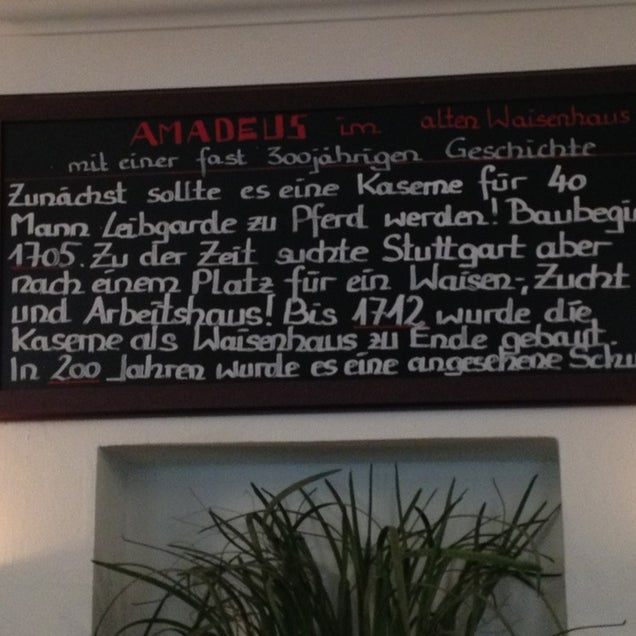 AMADEUS im alten Waisenhaus
mit einer fast 300jährigen Geschichte
Zunächst sollte es eine Kaserne für 40
Mann Leibgarde zu Pferd werden! Baubegin
1705. Zu der Zeit suchte Stuttgart aber
nach einem Platz für ein Waisen-, Zucht
und Arbeitshaus! Bis 1712 wurde die
Kaserne als Waisenhaus zu Ende gebaut.
In 200 Jahren wurde es eine angesehene Schu